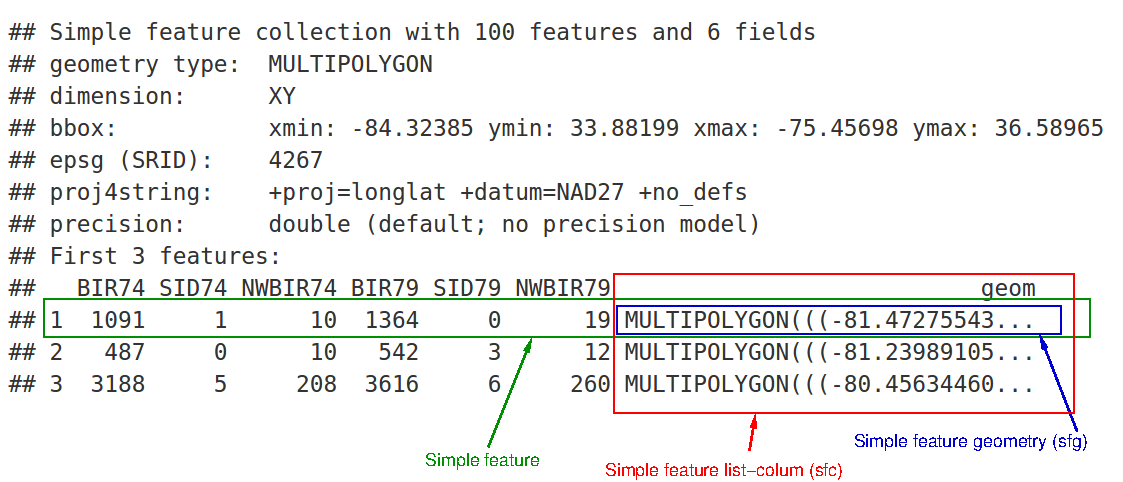 ## Simple feature collection with 100 features and 6 fields
## geometry type:  MULTIPOLYGON
## dimension:      XY
## bbox:           xmin: -84.32385 ymin: 33.88199 xmax: -75.45698 ymax: 36.58965
## epsg (SRID):    4267
## proj4string:    +proj=longlat +datum=NAD27 +no_defs
## precision:      double (default; no precision model)
## First 3 features:
##   BIR74 SID74 NWBIR74 BIR79 SID79 NWBIR79                           geom
## 1  1091     1      10  1364     0      19 MULTIPOLYGON(((-81.47275543...
## 2   487     0      10   542     3      12 MULTIPOLYGON(((-81.23989105...
## 3  3188     5     208  3616     6     260 MULTIPOLYGON(((-80.45634460...
Simple feature geometry (sfg)
Simple feature
Simple feature list–colum (sfc)